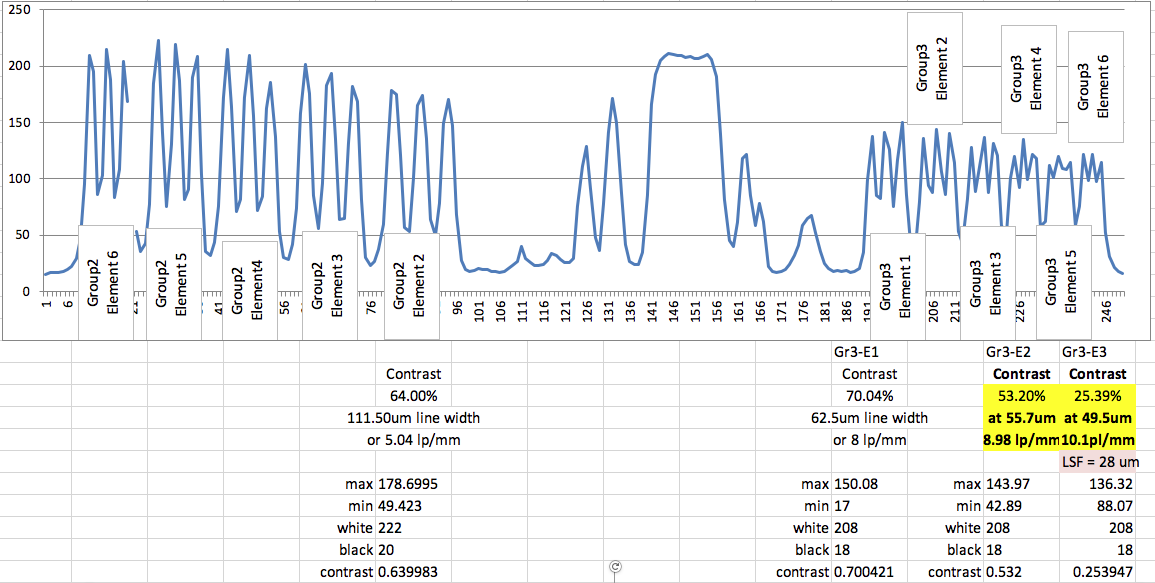 250
200
150
100
50
0
Group3
Element 2
Group3
Element 4
Group3
Element 6
Group2
Element 6
Group2
Element 5
Group2
Element4
Group2
Element 3
Group2
Element 2
Group3
Element 1
Group3
Element 3
Group3
Element 5
1 6 41 56 76 96 101 106 111 116 121 126 131 136 141 146 151 156 161 166 171 176 181 186 191 206 211 226 246
Gr3-E1 Gr3-E2 Gr3-E3
Contrast Contrast Contrast Contrast
64.00% 70.04% 53.20% 25.39%
111.50um line width 62.5um line width at 55.7um at 49.5um
or 5.04 lp/mm or 8 lp/mm 8.98 lp/mm 10.1pl/mm
LSF = 28 um
max 178.6995 max 150.08 max 143.97 136.32
min 49.423 min 17 min 42.89 88.07
white 222 white 208 white 208 208
black 20 black 18 black 18 18
contrast 0.639983 contrast 0.700421 contrast 0.532 0.253947